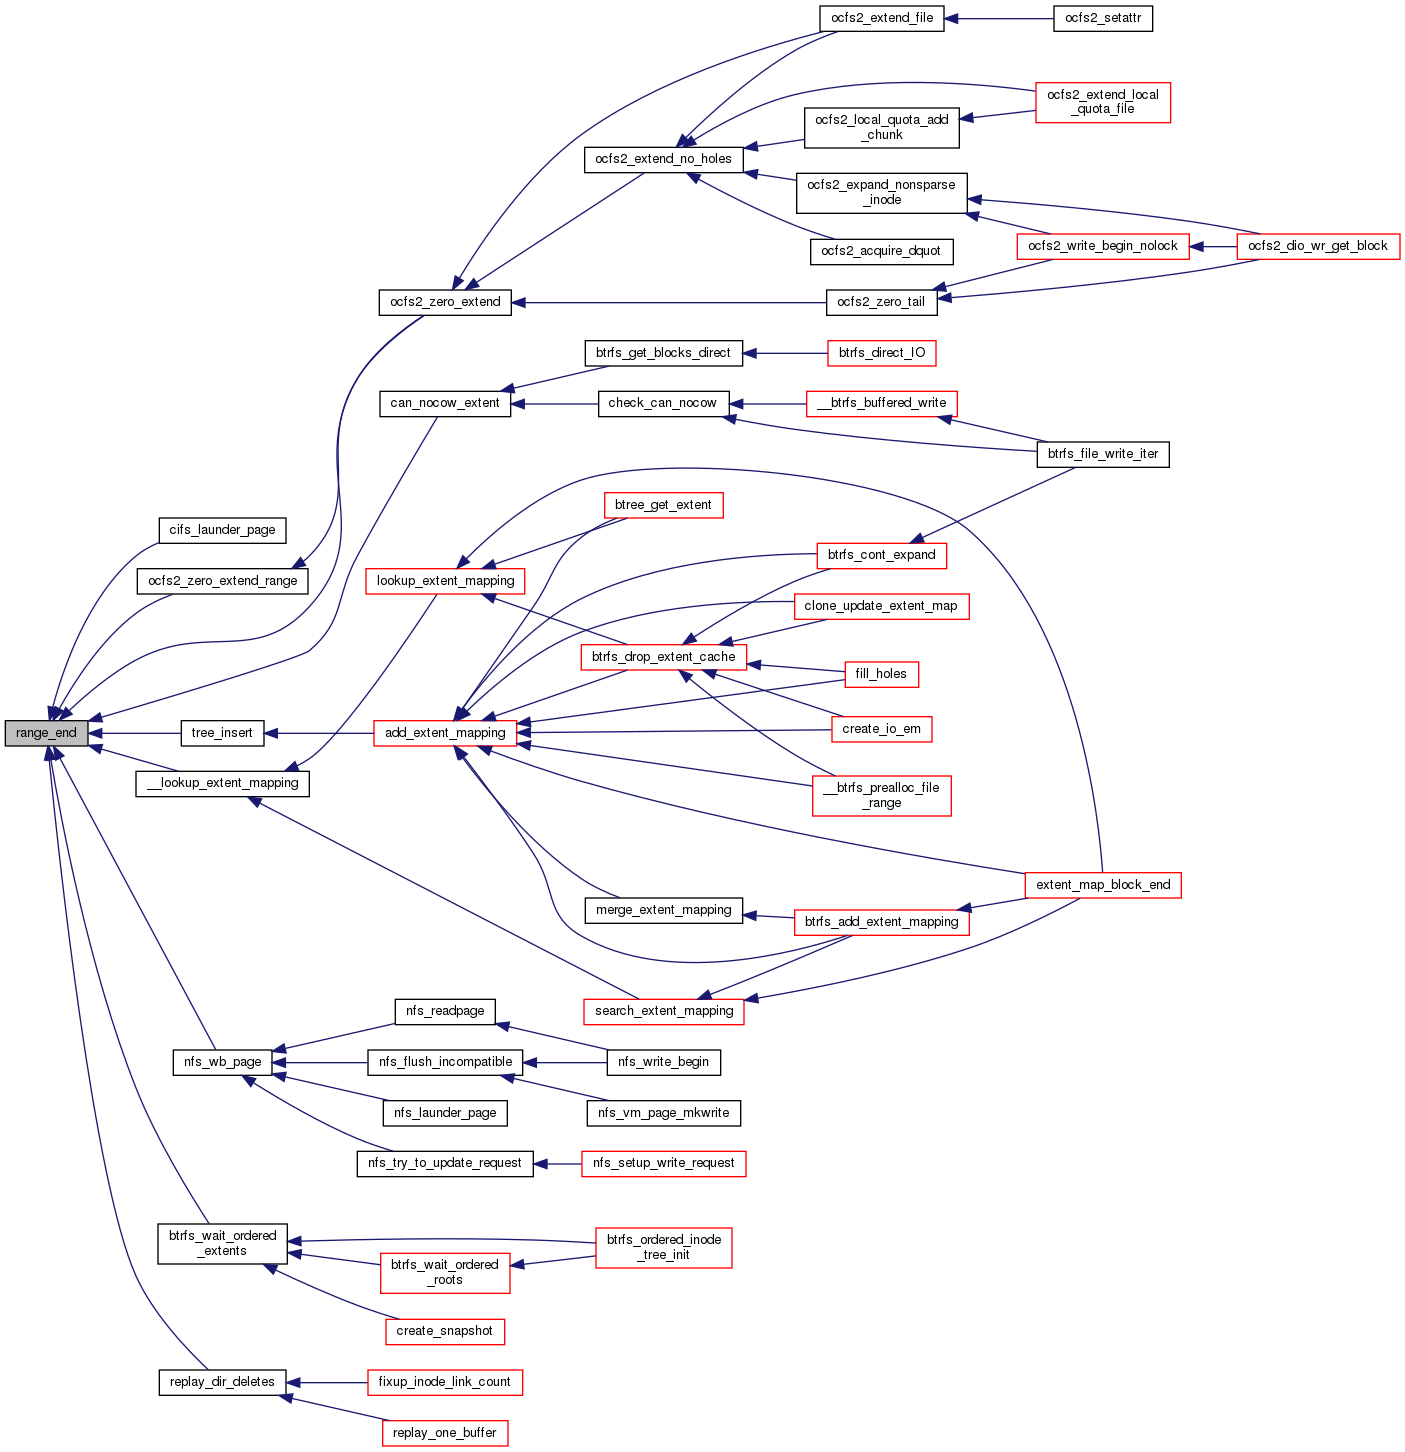 ocfs2_extend_file
ocfs2_setattr
ocfs2_extend_local
_quota_file
ocfs2_local_quota_add
_chunk
ocfs2_extend_no_holes
ocfs2_expand_nonsparse
_inode
ocfs2_acquire_dquot
ocfs2_write_begin_nolock
ocfs2_dio_wr_get_block
ocfs2_zero_extend
ocfs2_zero_tail
btrfs_get_blocks_direct
btrfs_direct_IO
can_nocow_extent
check_can_nocow
__btrfs_buffered_write
btrfs_file_write_iter
btree_get_extent
cifs_launder_page
btrfs_cont_expand
ocfs2_zero_extend_range
lookup_extent_mapping
clone_update_extent_map
btrfs_drop_extent_cache
fill_holes
range_end
tree_insert
add_extent_mapping
create_io_em
__lookup_extent_mapping
__btrfs_prealloc_file
_range
extent_map_block_end
merge_extent_mapping
btrfs_add_extent_mapping
search_extent_mapping
nfs_readpage
nfs_wb_page
nfs_flush_incompatible
nfs_write_begin
nfs_launder_page
nfs_vm_page_mkwrite
nfs_try_to_update_request
nfs_setup_write_request
btrfs_wait_ordered
_extents
btrfs_ordered_inode
_tree_init
btrfs_wait_ordered
_roots
create_snapshot
replay_dir_deletes
fixup_inode_link_count
replay_one_buffer